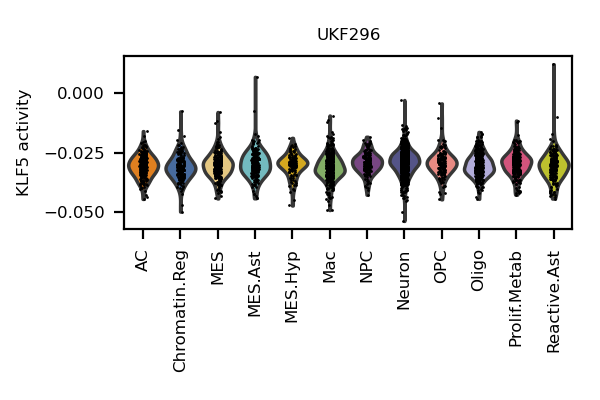 UKF296
KLF5 activity
0.000
−0.025
−0.050
AC
Chromatin.Reg
MES
MES.Ast
MES.Hyp
Mac
NPC
Neuron
OPC
Oligo
Prolif.Metab
Reactive.Ast